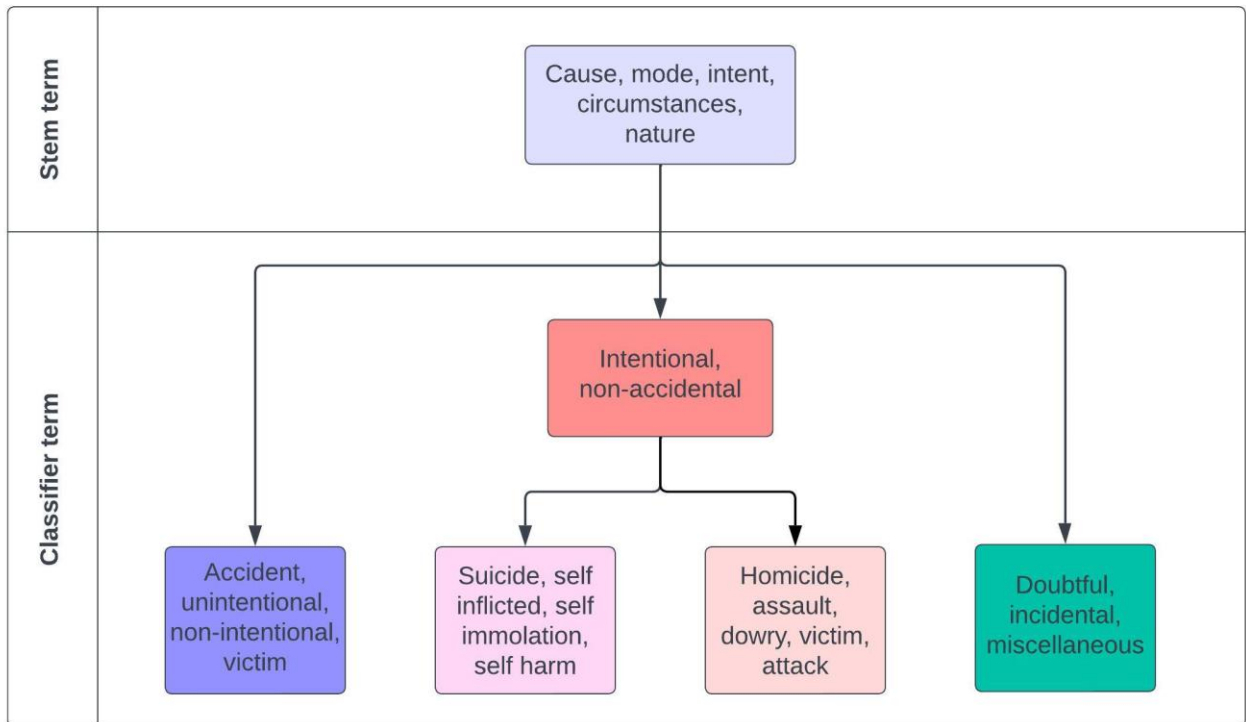 Stem term
Cause, mode, intent,
circumstances,
nature
Classifier term
Intentional,
non-accidental
Accident,
unintentional,
non-intentional,
victim
Suicide, self
inflicted, self
immolation,
self harm
Homicide,
assault,
dowry, victim,
attack
Doubtful,
incidental,
miscellaneous